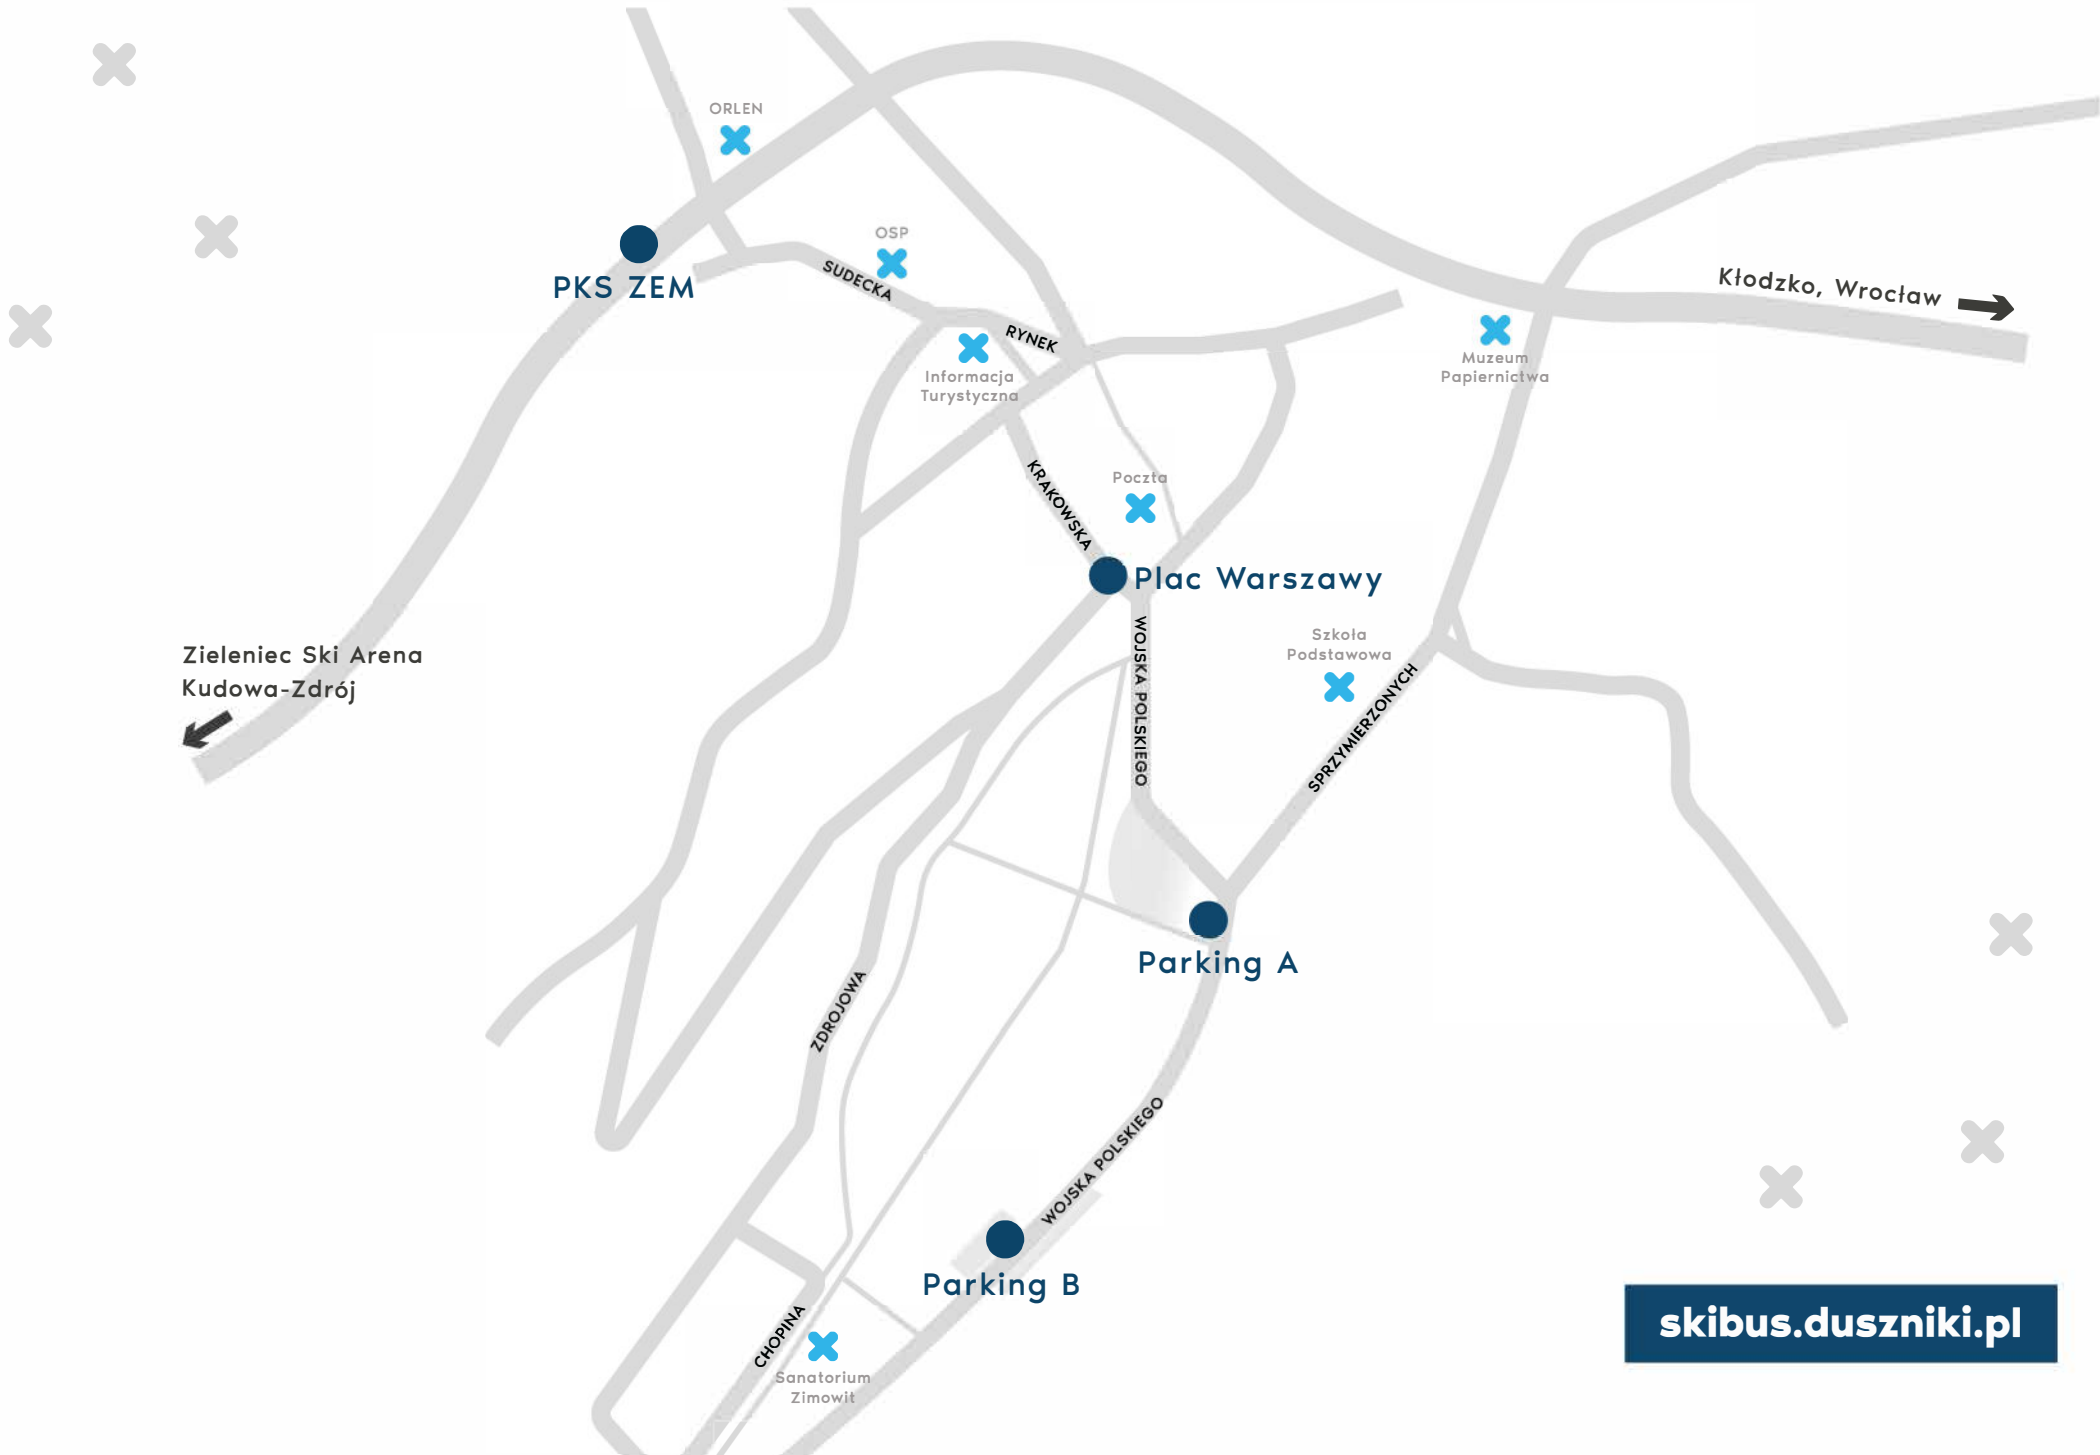 ORLEN
OSP
PKS ZEM
SUDECKA
Kłodzko, Wrocław
RYNEK
Informacja
Turystyczna
Muzeum
Papiernictwa
KRAKOWSKA
Poczta
Plac Warszawy
Zieleniec Ski Arena
Kudowa-Zdrój
WOJSKA POLSKIEGO
Szkoła
Podstawowa
SPRZYMIERZONYCH
Parking A
ZDROJOWA
WOJSKA POLSKIEGO
Parking B
CHOPINA
Sanatorium
Zimowit
skibus.duszniki.pl